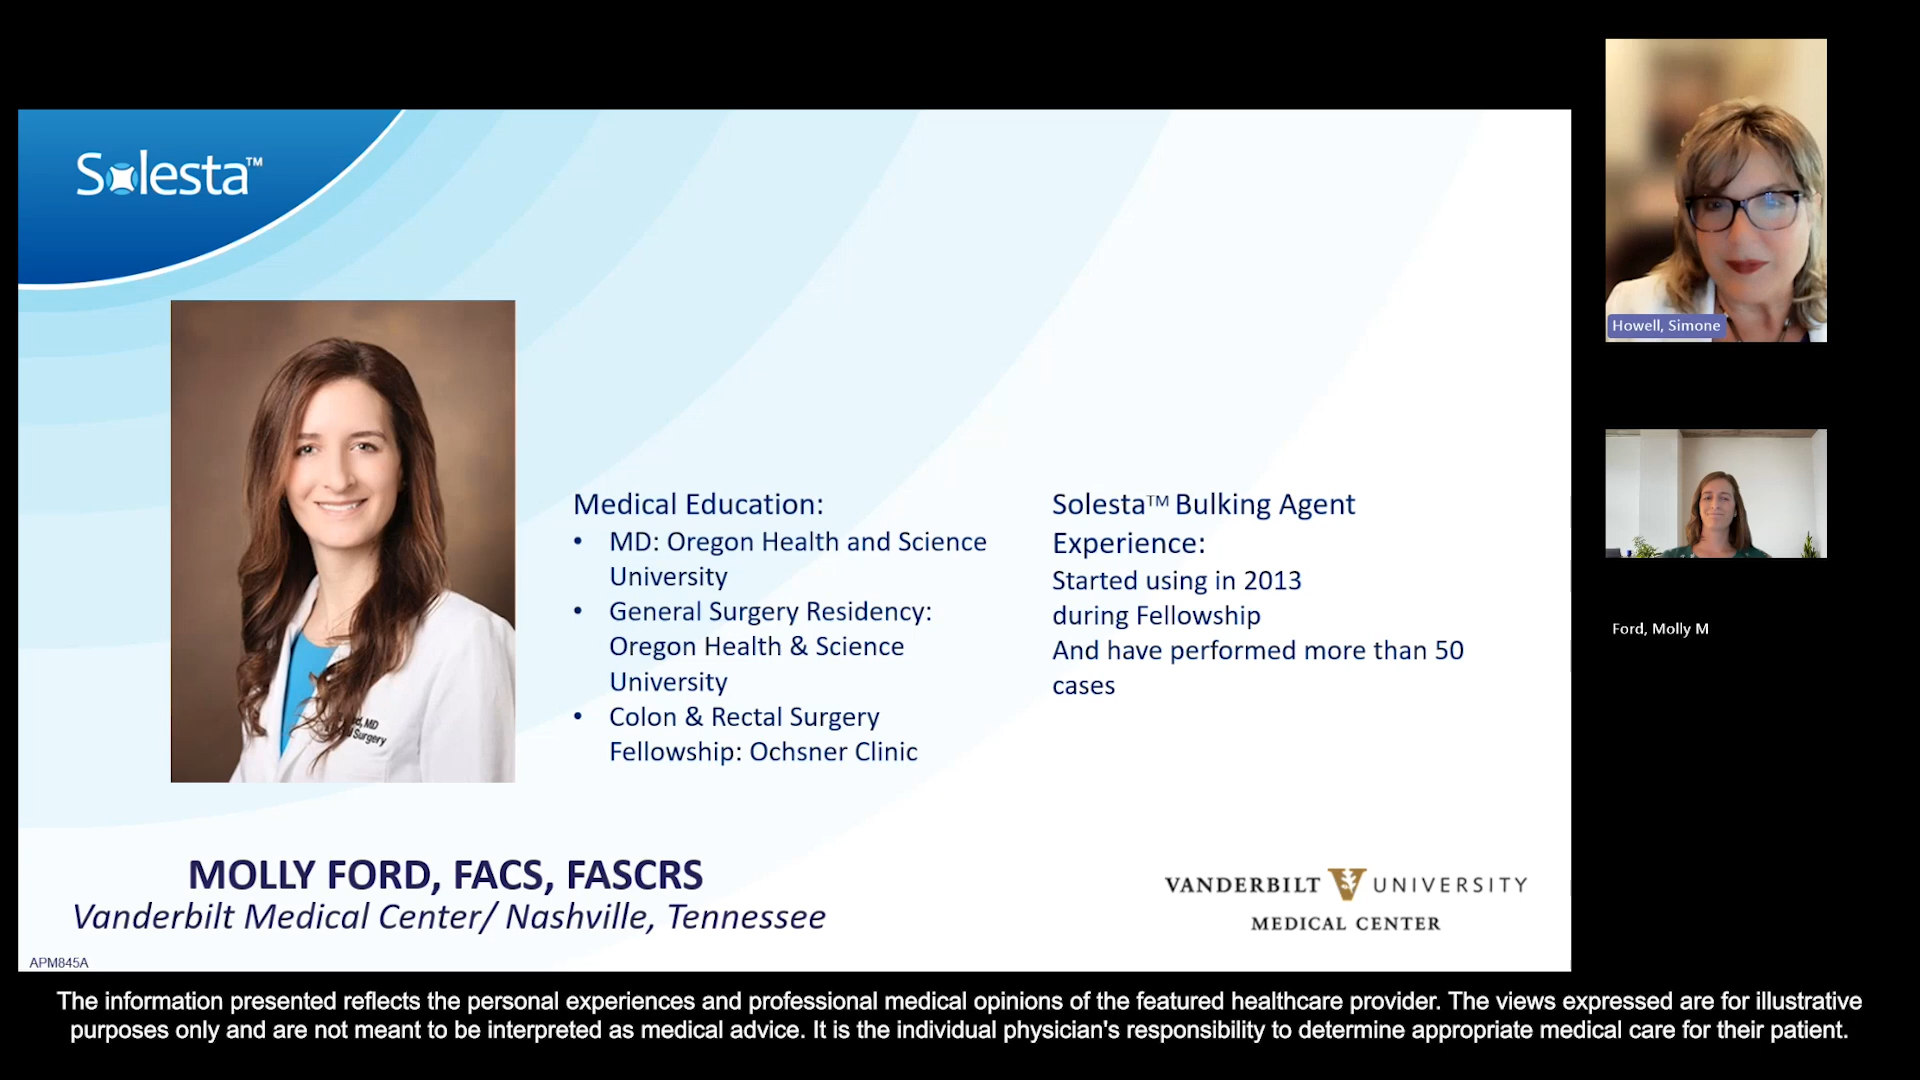 Solesta™
Howell, Simone
Medical Education:
• MD: Oregon Health and Science
University
• General Surgery Residency:
Oregon Health & Science
University
• Colon & Rectal Surgery
Fellowship: Ochsner Clinic
Solesta™ Bulking Agent
Experience:
Started using in 2013
during Fellowship
And have performed more than 50
cases
Ford, Molly M
MD
Surgery
MOLLY FORD, FACS, FASCRS
Vanderbilt Medical Center/ Nashville, Tennessee
VANDERBILT V UNIVERSITY
MEDICAL CENTER
APM845A
The information presented reflects the personal experiences and professional medical opinions of the featured healthcare provider. The views expressed are for illustrative
purposes only and are not meant to be interpreted as medical advice. It is the individual physician's responsibility to determine appropriate medical care for their patient.